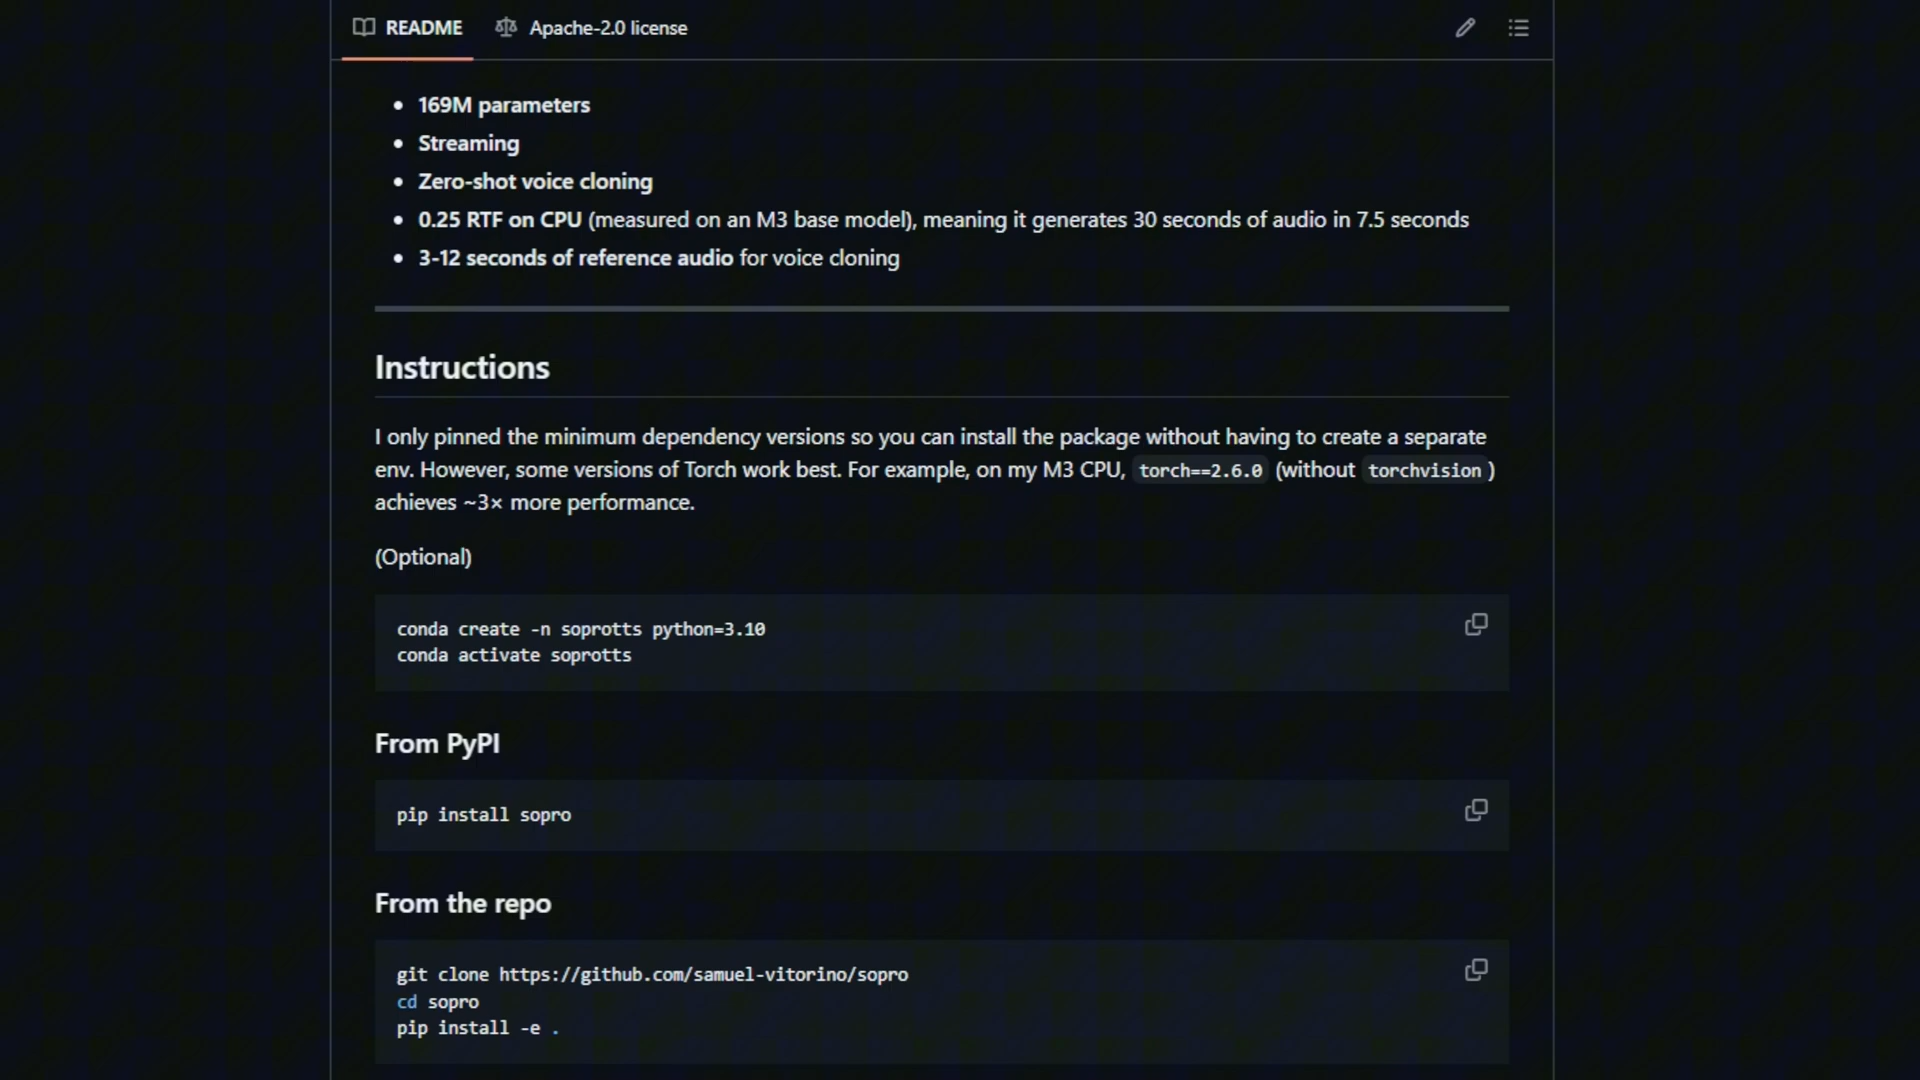 README
Apache-2.0 license
169M parameters
Streaming
Zero-shot voice cloning
0.25 RTF on CPU (measured on an M3 base model), meaning it generates 30 seconds of audio in 7.5 seconds
3-12 seconds of reference audio for voice cloning
Instructions
I only pinned the minimum dependency versions so you can install the package without having to create a separate
env. However, some versions of Torch work best. For example, on my M3 CPU, torch==2.6.0 (without torchvision)
achieves ~3× more performance.
(Optional)
conda create -n soprotts python=3.10
conda activate soprotts
From PyPI
pip install sopro
From the repo
git clone https://github.com/samuel-vitorino/sopro
cd sopro
pip install -e .